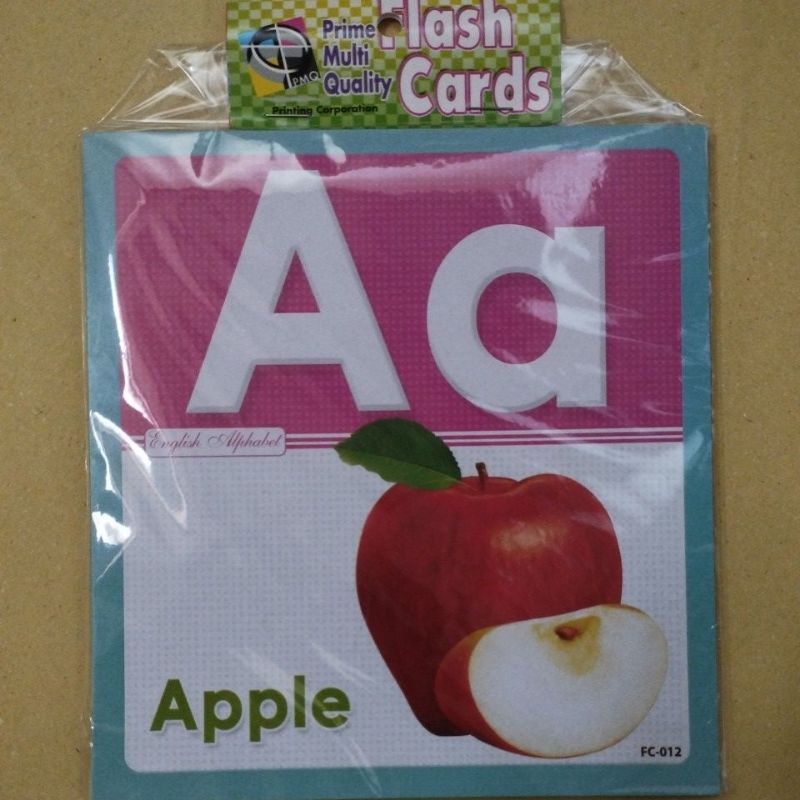 Prime
Multi
Quality
PMQ
Printing Corporation
Flash
Cards
Aa
English Alphabet
Apple
FC-012